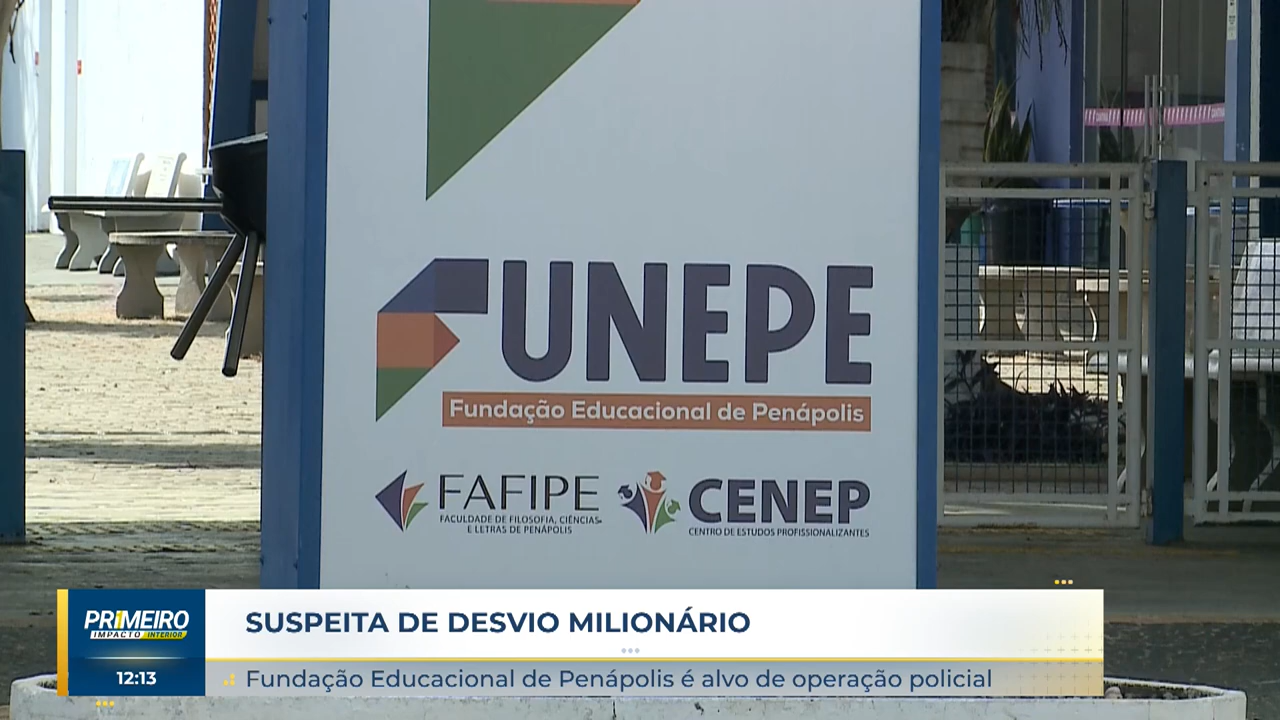 FUNEPE
Fundação Educacional de Penápolis
FAFIPE
FACULDADE DE FILOSOFIA, CIÊNCIAS
E LETRAS DE PENÁPOLIS
CENEP
CENTRO DE ESTUDOS PROFISSIONALIZANTES
PRIMEIRO
IMPACTO INTERIOR
12:13
SUSPEITA DE DESVIO MILIONÁRIO
Fundação Educacional de Penápolis é alvo de operação policial